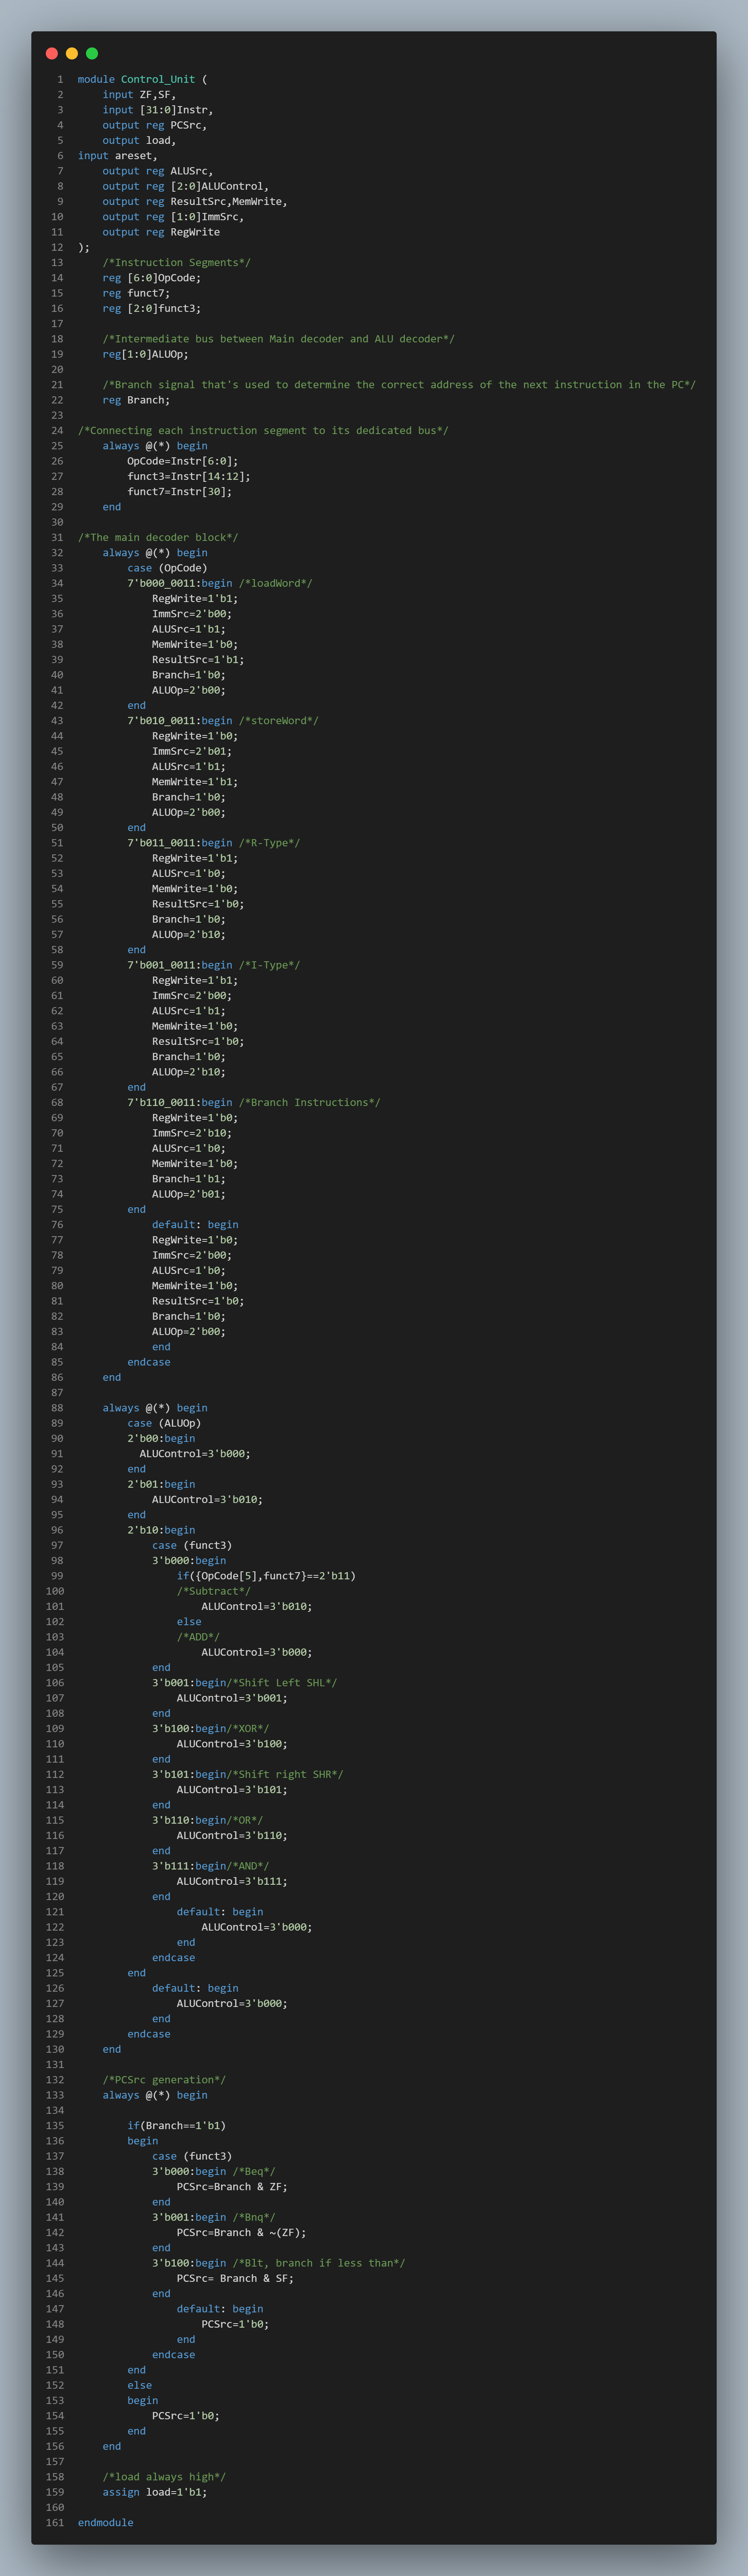 1 module Control_Unit (
2     input ZF,SF,
3     input [31:0]Instr,
4     output reg PCSrc,
5     output load,
6 input areset,
7     output reg ALUSrc,
8     output reg [2:0]ALUControl,
9     output reg ResultSrc,MemWrite,
10     output reg [1:0]ImmSrc,
11     output reg RegWrite
12 );
13     /*Instruction Segments*/
14     reg [6:0]OpCode;
15     reg funct7;
16     reg [2:0]funct3;
17
18     /*Intermediate bus between Main decoder and ALU decoder*/
19     reg[1:0]ALUOp;
20
21     /*Branch signal that's used to determine the correct address of the next instruction in the PC*/
22     reg Branch;
23
24 /*Connecting each instruction segment to its dedicated bus*/
25     always @(*) begin
26         OpCode=Instr[6:0];
27         funct3=Instr[14:12];
28         funct7=Instr[30];
29     end
30
31 /*The main decoder block*/
32     always @(*) begin
33         case (OpCode)
34         7'b000_0011:begin /*loadWord*/
35             RegWrite=1'b1;
36             ImmSrc=2'b00;
37             ALUSrc=1'b1;
38             MemWrite=1'b0;
39             ResultSrc=1'b1;
40             Branch=1'b0;
41             ALUOp=2'b00;
42         end
43         7'b010_0011:begin /*storeWord*/
44             RegWrite=1'b0;
45             ImmSrc=2'b01;
46             ALUSrc=1'b1;
47             MemWrite=1'b1;
48             Branch=1'b0;
49             ALUOp=2'b00;
50         end
51         7'b011_0011:begin /*R-Type*/
52             RegWrite=1'b1;
53             ALUSrc=1'b0;
54             MemWrite=1'b0;
55             ResultSrc=1'b0;
56             Branch=1'b0;
57             ALUOp=2'b10;
58         end
59         7'b001_0011:begin /*I-Type*/
60             RegWrite=1'b1;
61             ImmSrc=2'b00;
62             ALUSrc=1'b1;
63             MemWrite=1'b0;
64             ResultSrc=1'b0;
65             Branch=1'b0;
66             ALUOp=2'b10;
67         end
68         7'b110_0011:begin /*Branch Instructions*/
69             RegWrite=1'b0;
70             ImmSrc=2'b10;
71             ALUSrc=1'b0;
72             MemWrite=1'b0;
73             Branch=1'b1;
74             ALUOp=2'b01;
75         end
76             default: begin
77             RegWrite=1'b0;
78             ImmSrc=2'b00;
79             ALUSrc=1'b0;
80             MemWrite=1'b0;
81             ResultSrc=1'b0;
82             Branch=1'b0;
83             ALUOp=2'b00;
84             end
85         endcase
86     end
87
88     always @(*) begin
89         case (ALUOp)
90         2'b00:begin
91           ALUControl=3'b000;
92         end
93         2'b01:begin
94             ALUControl=3'b010;
95         end
96         2'b10:begin
97             case (funct3)
98             3'b000:begin
99                 if({OpCode[5],funct7}==2'b11)
100                 /*Subtract*/
101                     ALUControl=3'b010;
102                 else
103                 /*ADD*/
104                     ALUControl=3'b000;
105             end
106             3'b001:begin/*Shift Left SHL*/
107                 ALUControl=3'b001;
108             end
109             3'b100:begin/*XOR*/
110                 ALUControl=3'b100;
111             end
112             3'b101:begin/*Shift right SHR*/
113                 ALUControl=3'b101;
114             end
115             3'b110:begin/*OR*/
116                 ALUControl=3'b110;
117             end
118             3'b111:begin/*AND*/
119                 ALUControl=3'b111;
120             end
121                 default: begin
122                     ALUControl=3'b000;
123                 end
124             endcase
125         end
126             default: begin
127                 ALUControl=3'b000;
128             end
129         endcase
130     end
131
132     /*PCSrc generation*/
133     always @(*) begin
134
135         if(Branch==1'b1)
136         begin
137             case (funct3)
138             3'b000:begin /*Beq*/
139                 PCSrc=Branch & ZF;
140             end
141             3'b001:begin /*Bnq*/
142                 PCSrc=Branch & ~(ZF);
143             end
144             3'b100:begin /*Blt, branch if less than*/
145                 PCSrc= Branch & SF;
146             end
147                 default: begin
148                     PCSrc=1'b0;
149                 end
150             endcase
151         end
152         else
153         begin
154             PCSrc=1'b0;
155         end
156     end
157
158     /*load always high*/
159     assign load=1'b1;
160
161 endmodule